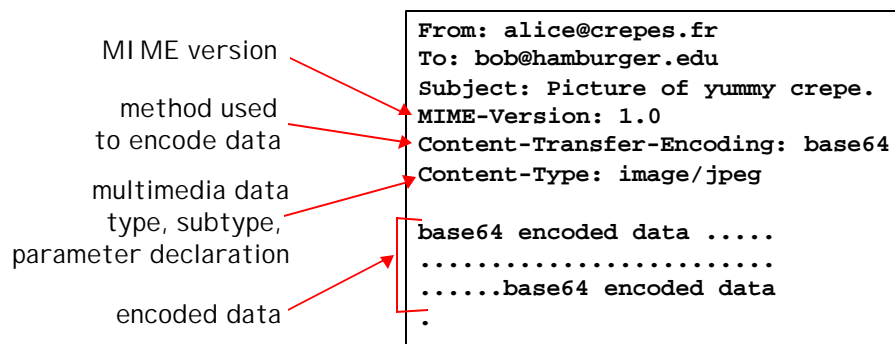 MIME version
method used
to encode data
multimedia data
type, subtype,
parameter declaration
encoded data
From: alice@crepes.fr
To: bob@hamburger.edu
Subject: Picture of yummy crepe.
MIME-Version: 1.0
Content-Transfer-Encoding: base64
Content-Type: image/jpeg
base64 encoded data .....
.........................
......base64 encoded data
.